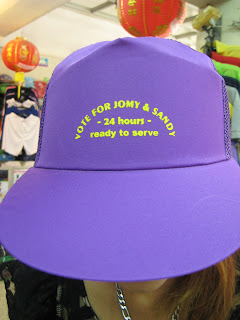 VOTE FOR JOMY & SANDY
- 24 hours -
ready to serve